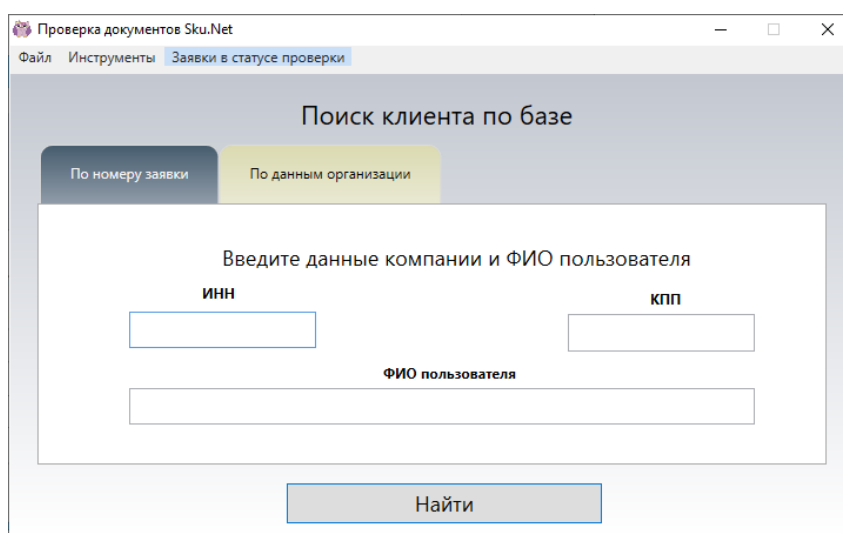 Проверка документов Sku.Net
Файл Инструменты Заявки в статусе проверки
Поиск клиента по базе
По номеру заявки По данным организации
Введите данные компании и ФИО пользователя
ИНН КПП
ФИО пользователя
Найти